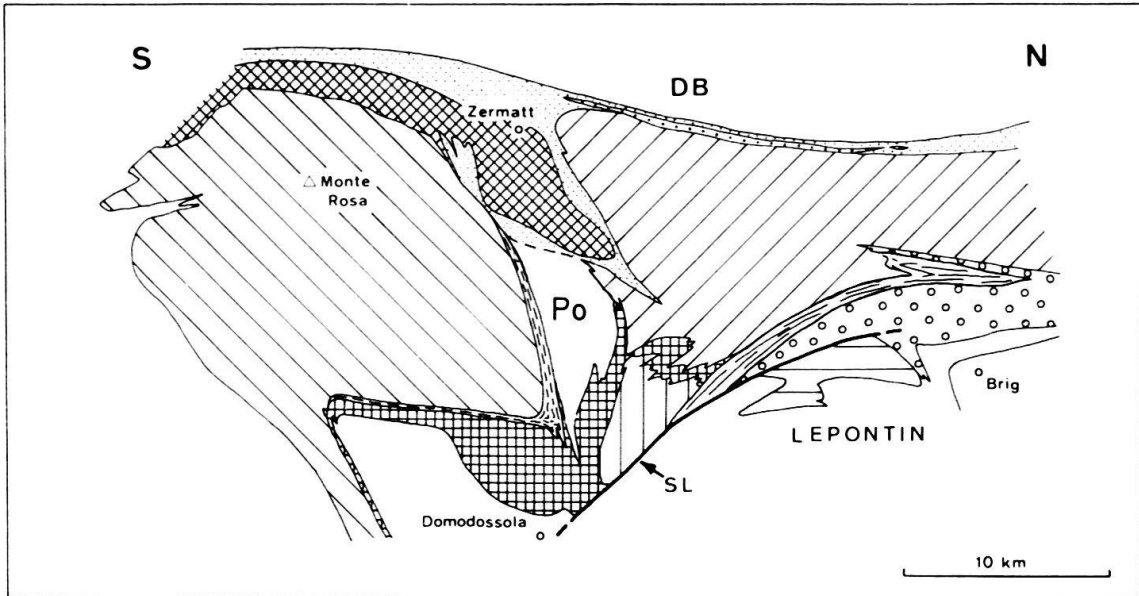 S
N
DB
Zermatt
Monte
Rosa
Po
Brig
LEPONTIN
SL
Domodossola
10 km